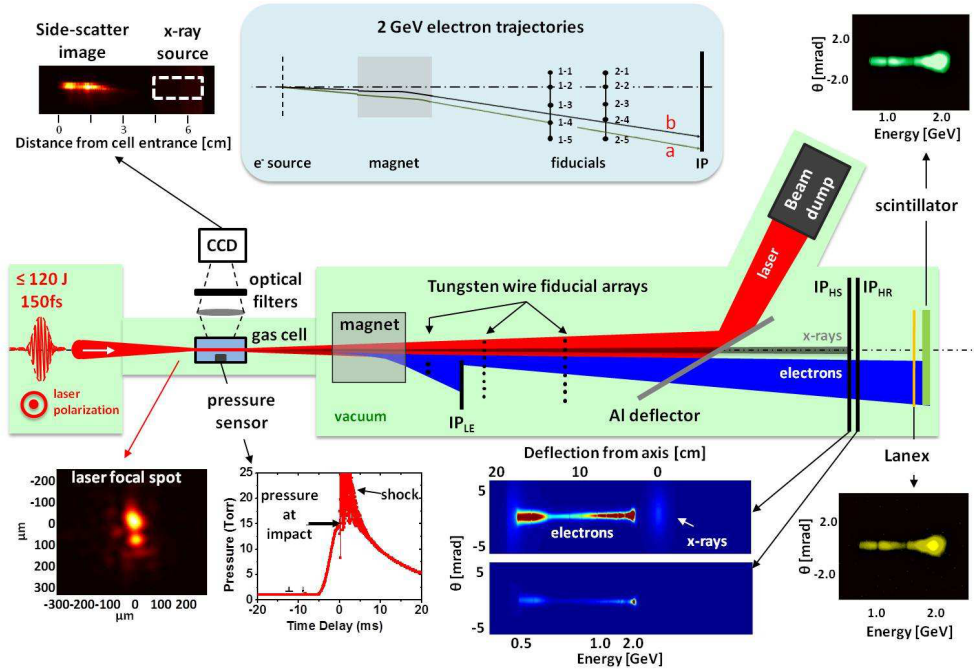 Side-scatter
image
x-ray
source
0
3
6
Distance from cell entrance [cm]
2 GeV electron trajectories
1-1
1-2
1-3
1-4
1-5
2-1
2-2
2-3
2-4
2-5
b
a
e- source
magnet
fiducials
IP
θ [mrad]
2.0
-2.0
1.0
2.0
Energy [GeV]
scintillator
Beam
dump
laser
CCD
optical
filters
gas cell
≤ 120 J
150fs
laser
polarization
pressure
sensor
magnet
vacuum
Tungsten wire fiducial arrays
IPLE
Al deflector
IPHS
IPHR
x-rays
electrons
Lanex
laser focal spot
-200
-100
0
100
200
300
μm
-300
-100
0
100
200
μm
Pressure (Torr)
25
20
15
10
5
0
pressure
at
impact
shock
-20
-10
0
10
20
Time Delay (ms)
Deflection from axis [cm]
20
10
0
5
-5
electrons
x-rays
θ [mrad]
5
-5
0.5
1.0
2.0
Energy [GeV]
θ [mrad]
2.0
-2.0
1.0
2.0
Energy [GeV]